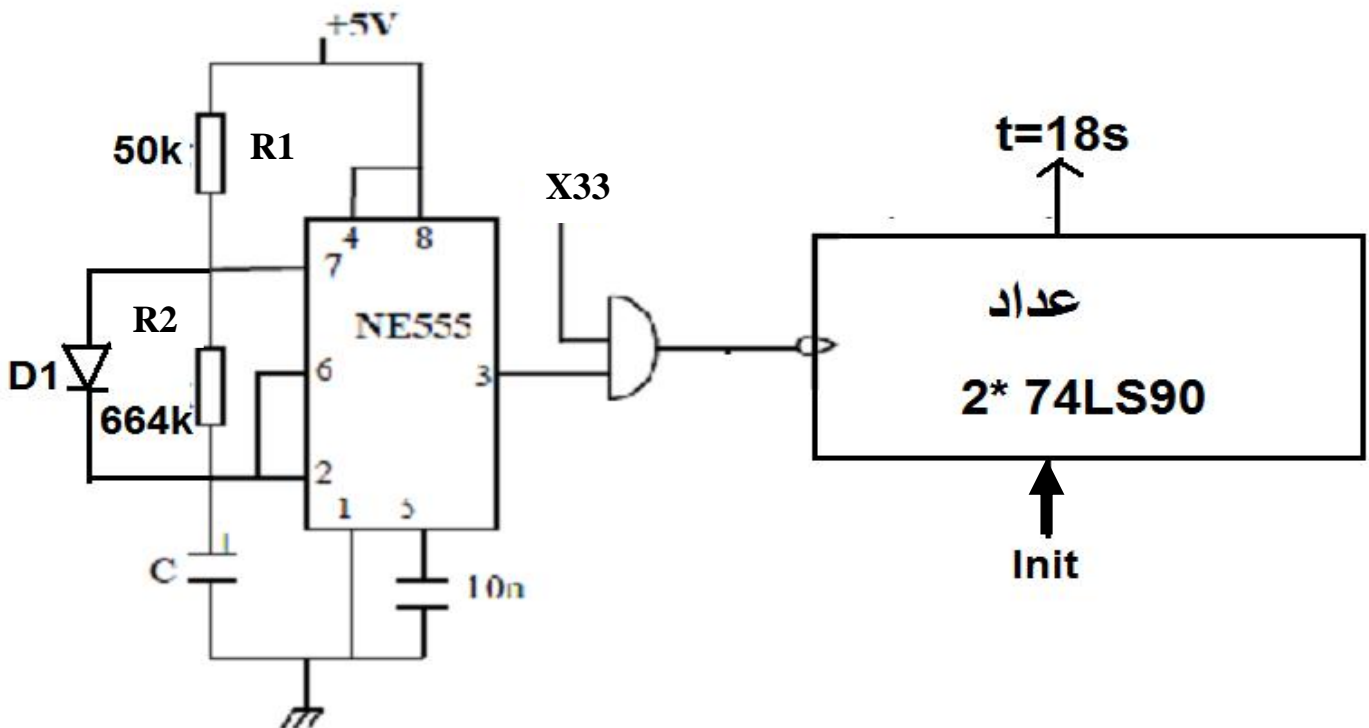 +5V
50k
R1
t=18s
X33
4
8
7
R2
NE555
عداد
D1
6
3
664k
2* 74LS90
2
1
5
C
10n
Init